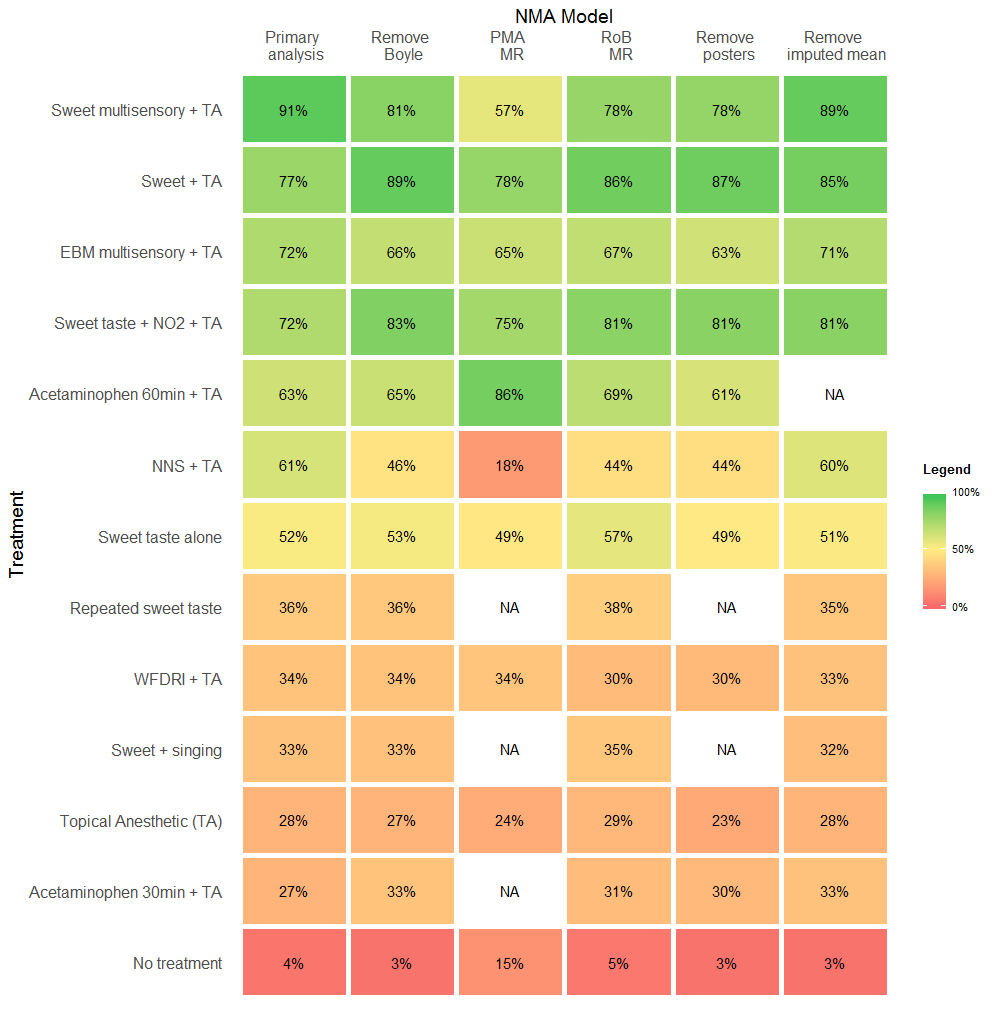 NMA Model
Primary analysis
Remove Boyle
PMA MR
RoB MR
Remove posters
Remove imputed mean
Treatment
Sweet multisensory + TA 91% 81% 57% 78% 78% 89%
Sweet + TA 77% 89% 78% 86% 87% 85%
EBM multisensory + TA 72% 66% 65% 67% 63% 71%
Sweet taste + NO2 + TA 72% 83% 75% 81% 81% 81%
Acetaminophen 60min + TA 63% 65% 86% 69% 61% NA
NNS + TA 61% 46% 18% 44% 44% 60%
Sweet taste alone 52% 53% 49% 57% 49% 51%
Repeated sweet taste 36% 36% NA 38% NA 35%
WFDRI + TA 34% 34% 34% 30% 30% 33%
Sweet + singing 33% 33% NA 35% NA 32%
Topical Anesthetic (TA) 28% 27% 24% 29% 23% 28%
Acetaminophen 30min + TA 27% 33% NA 31% 30% 33%
No treatment 4% 3% 15% 5% 3% 3%
Legend
100%
50%
0%